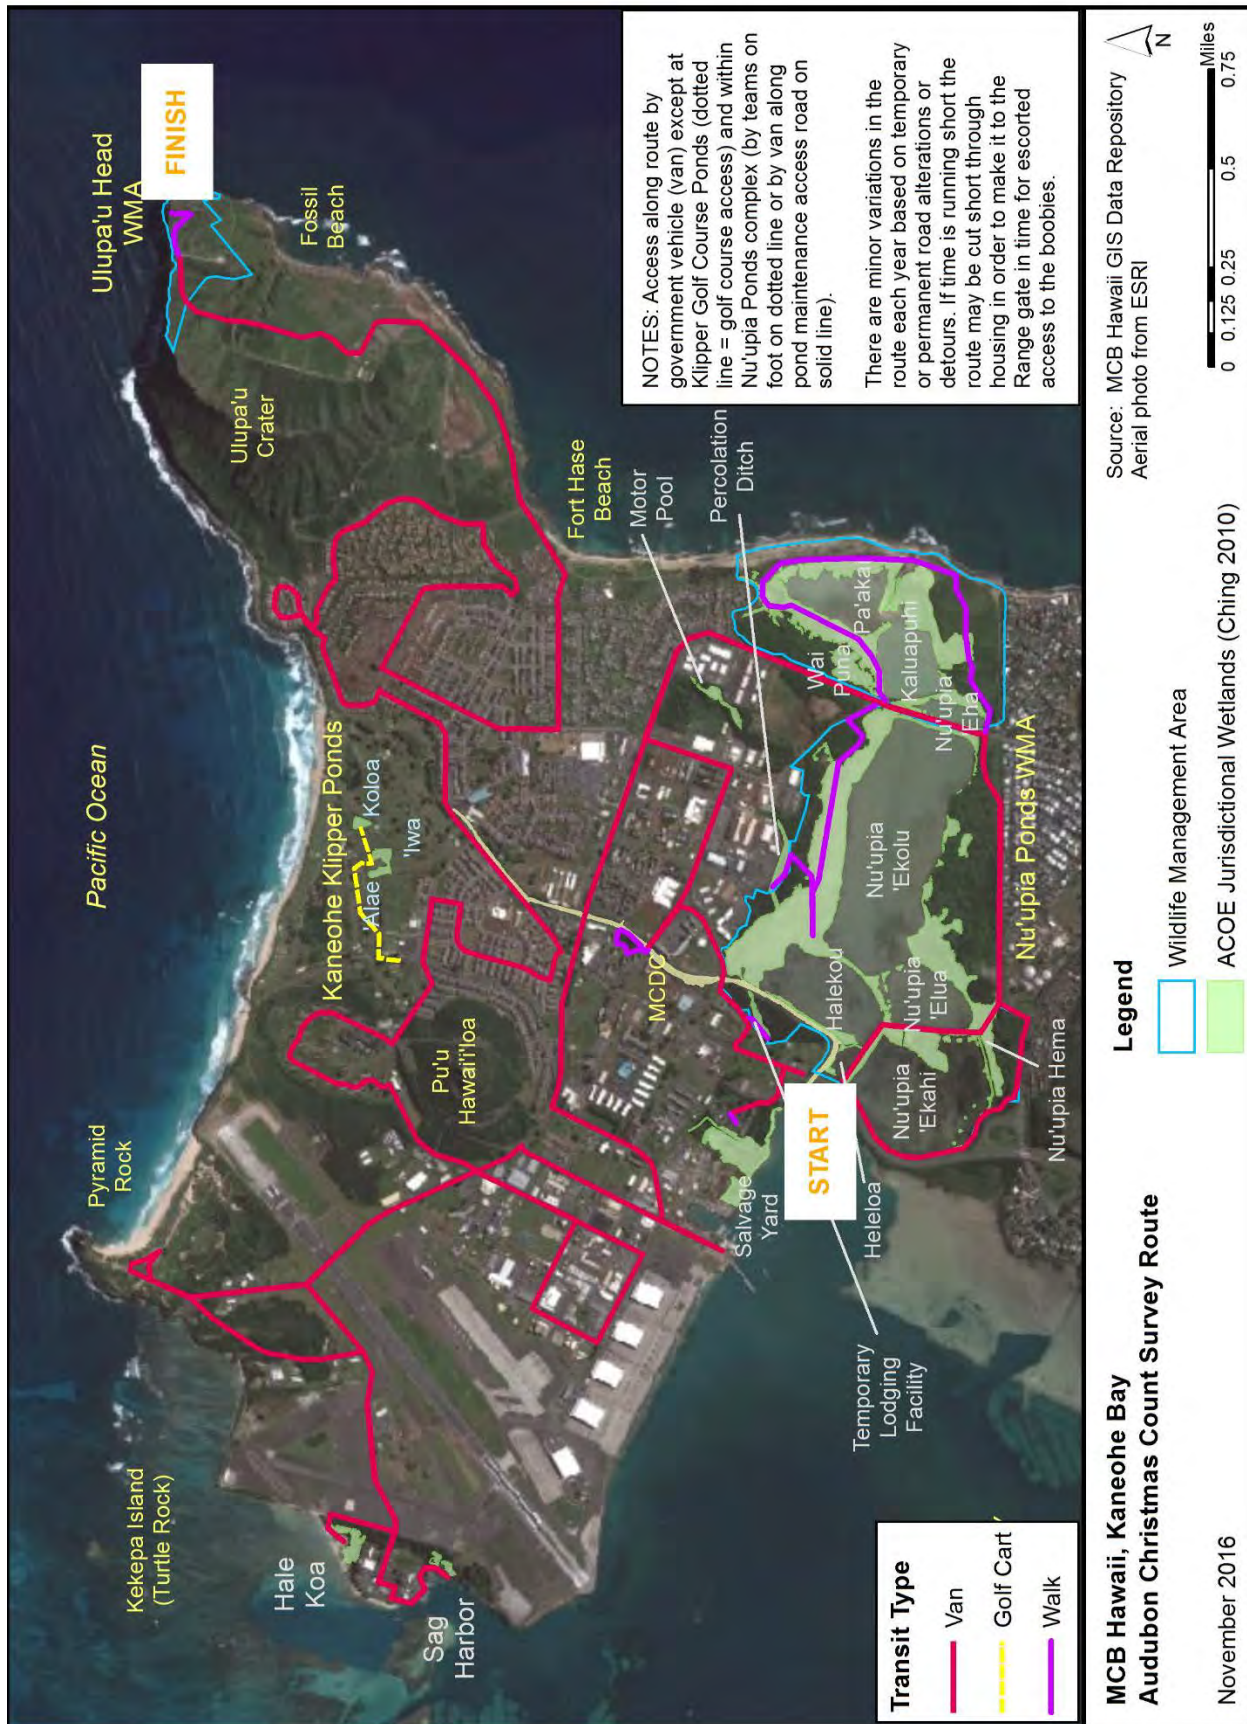 Pacific Ocean
Kekepa Island
(Turtle Rock)
Pyramid
Rock
Ulupa'u Head
WMA
FINISH
Fossil
Beach
Ulupa'u
Crater
Kaneohe Klipper Ponds
Koloa
'Iwa
Alae
Hale
Koa
Sag
Harbor
Pu'u
Hawai'i'loa
Fort Hase
Beach
Motor
Pool
Percolation
Ditch
MCDC
Salvage
Yard
START
Temporary
Lodging
Facility
Heleloa
Halekou
Nu'upia
'Ekahi
Nu'upia
'Elua
Nu'upia
'Ekolu
Nu'upia
'Eha
Wai
Puna
Pa'akai
Kaluapuhi
Nu'upia Hema
Nu'upia Ponds WMA
NOTES: Access along route by
government vehicle (van) except at
Klipper Golf Course Ponds (dotted
line = golf course access) and within
Nu'upia Ponds complex (by teams on
foot on dotted line or by van along
pond maintenance access road on
solid line).
There are minor variations in the
route each year based on temporary
or permanent road alterations or
detours. If time is running short the
route may be cut short through
housing in order to make it to the
Range gate in time for escorted
access to the boobies.
Transit Type
Van
Golf Cart
Walk
MCB Hawaii, Kaneohe Bay
Audubon Christmas Count Survey Route
November 2016
Legend
Wildlife Management Area
ACOE Jurisdictional Wetlands (Ching 2010)
Source: MCB Hawaii GIS Data Repository
Aerial photo from ESRI
N
Miles
0 0.125 0.25 0.5 0.75